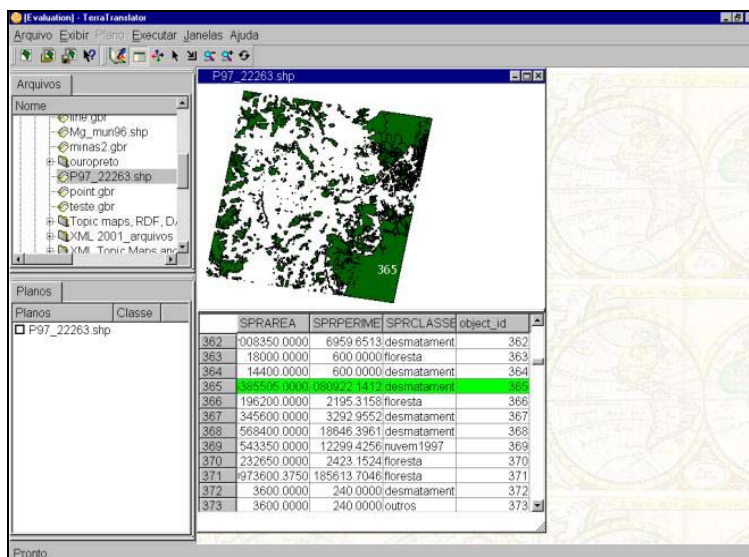 [Evaluation] - TerraTranslator
Arquivo Exibir Plano Executar Janelas Ajuda
Arquivos
Nome
line.gbr
Mg_mun96.shp
minas2.gbr
ouropreto
P97_22263.shp
point.gbr
teste.gbr
Topic maps, RDF, D
XML 2001_arquivos
XML Topic Maps and
Planos
Planos Classe
P97_22263.shp
P97_22263.shp
365
SPRAREA SPRPERIME SPRCLASSE object_id
362 008350.0000 6959.6513 desmatament 362
363 18000.0000 600.0000 floresta 363
364 14400.0000 600.0000 desmatament 364
365 385505.0000 080922.1412 desmatament 365
366 196200.0000 2195.3158 floresta 366
367 345600.0000 3292.9552 desmatament 367
368 568400.0000 18646.3961 desmatament 368
369 543350.0000 12299.4256 nuvem1997 369
370 232650.0000 2423.1524 floresta 370
371 973600.3750 185613.7046 floresta 371
372 3600.0000 240.0000 desmatament 372
373 3600.0000 240.0000 outros 373
Pronto